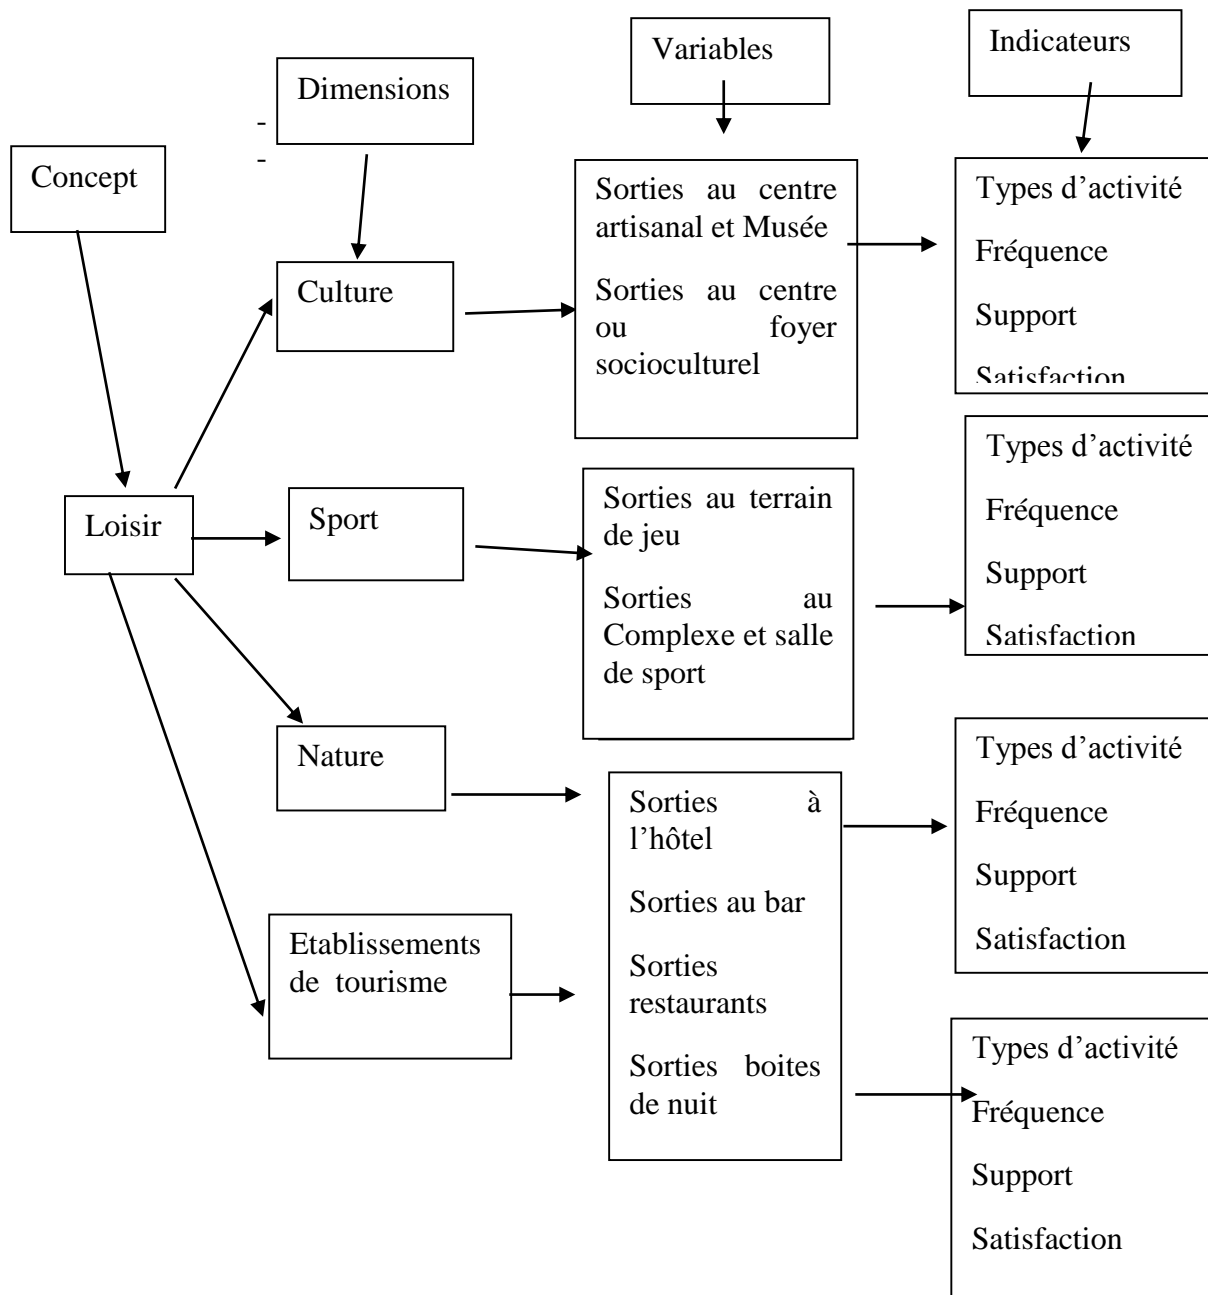 Variables
Indicateurs
Dimensions
-
-
Concept
Sorties au centre
artisanal et Musée
Sorties au centre
ou foyer
socioculturel
Types d’activité
Fréquence
Support
Satisfaction
Culture
Types d’activité
Fréquence
Support
Satisfaction
Loisir
Sport
Sorties au terrain
de jeu
Sorties au
Complexe et salle
de sport
Nature
Types d’activité
Fréquence
Support
Satisfaction
Sorties à
l’hôtel
Sorties au bar
Sorties
restaurants
Sorties boites
de nuit
Etablissements
de tourisme
Types d’activité
Fréquence
Support
Satisfaction